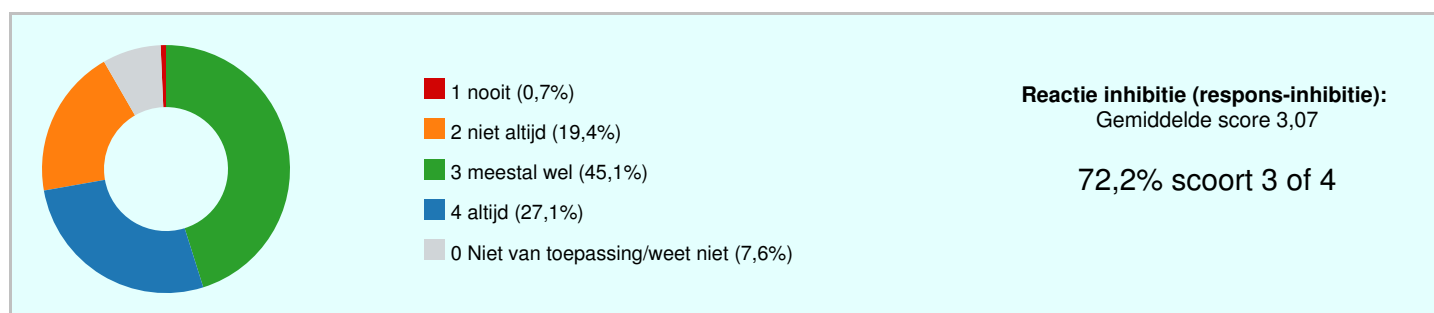 1 nooit (0,7%)
2 niet altijd (19,4%)
3 meestal wel (45,1%)
4 altijd (27,1%)
0 Niet van toepassing/weet niet (7,6%)
Reactie inhibitie (respons-inhibitie):
Gemiddelde score 3,07
72,2% scoort 3 of 4